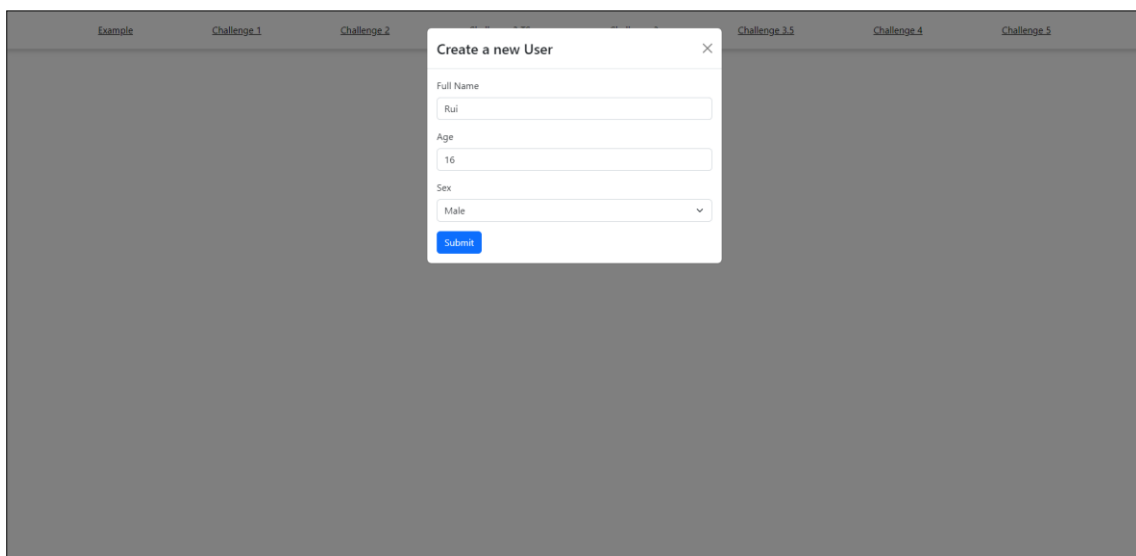 Example Challenge 1 Challenge 2 Challenge 3.5 Challenge 4 Challenge 5
Create a new User
Full Name
Rui
Age
16
Sex
Male
Submit